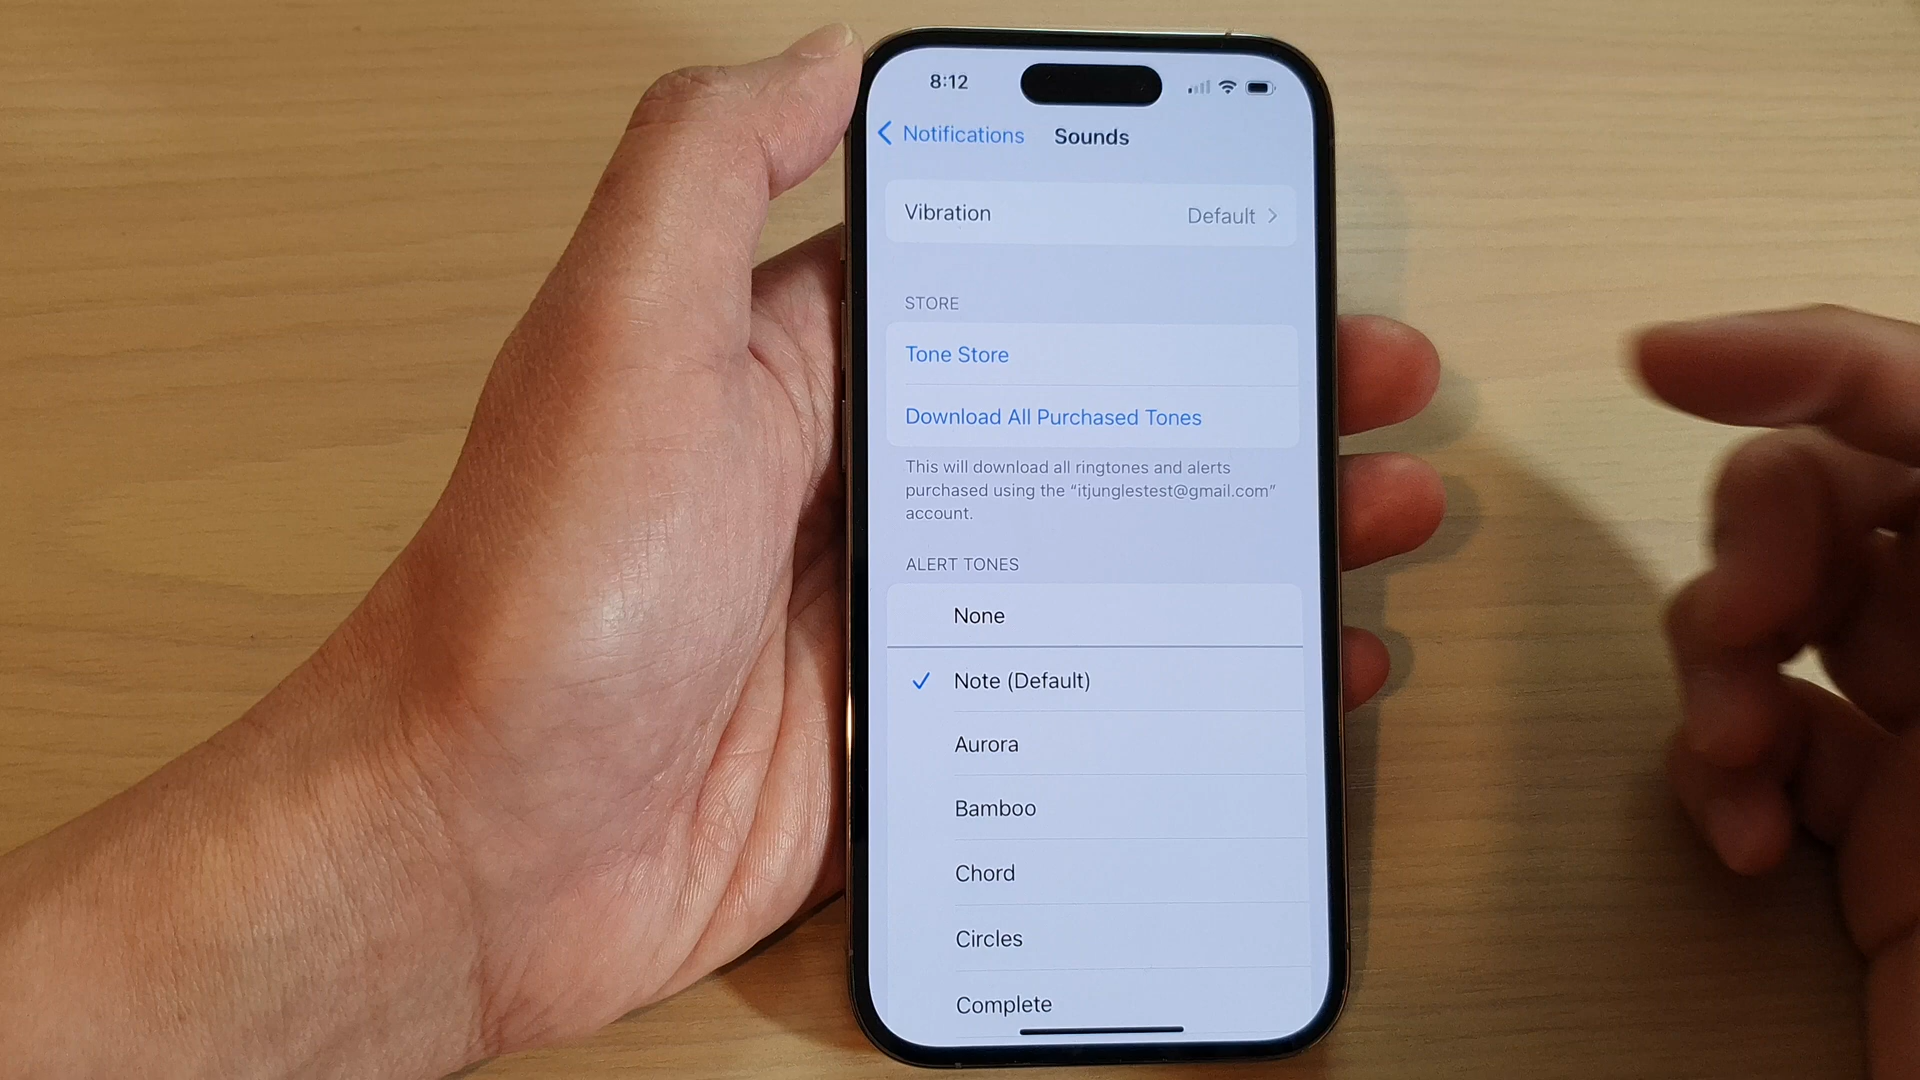 8:12
Notifications Sounds
Vibration Default
STORE
Tone Store
Download All Purchased Tones
This will download all ringtones and alerts
purchased using the “itjunglestest@gmail.com”
account.
ALERT TONES
None
Note (Default)
Aurora
Bamboo
Chord
Circles
Complete